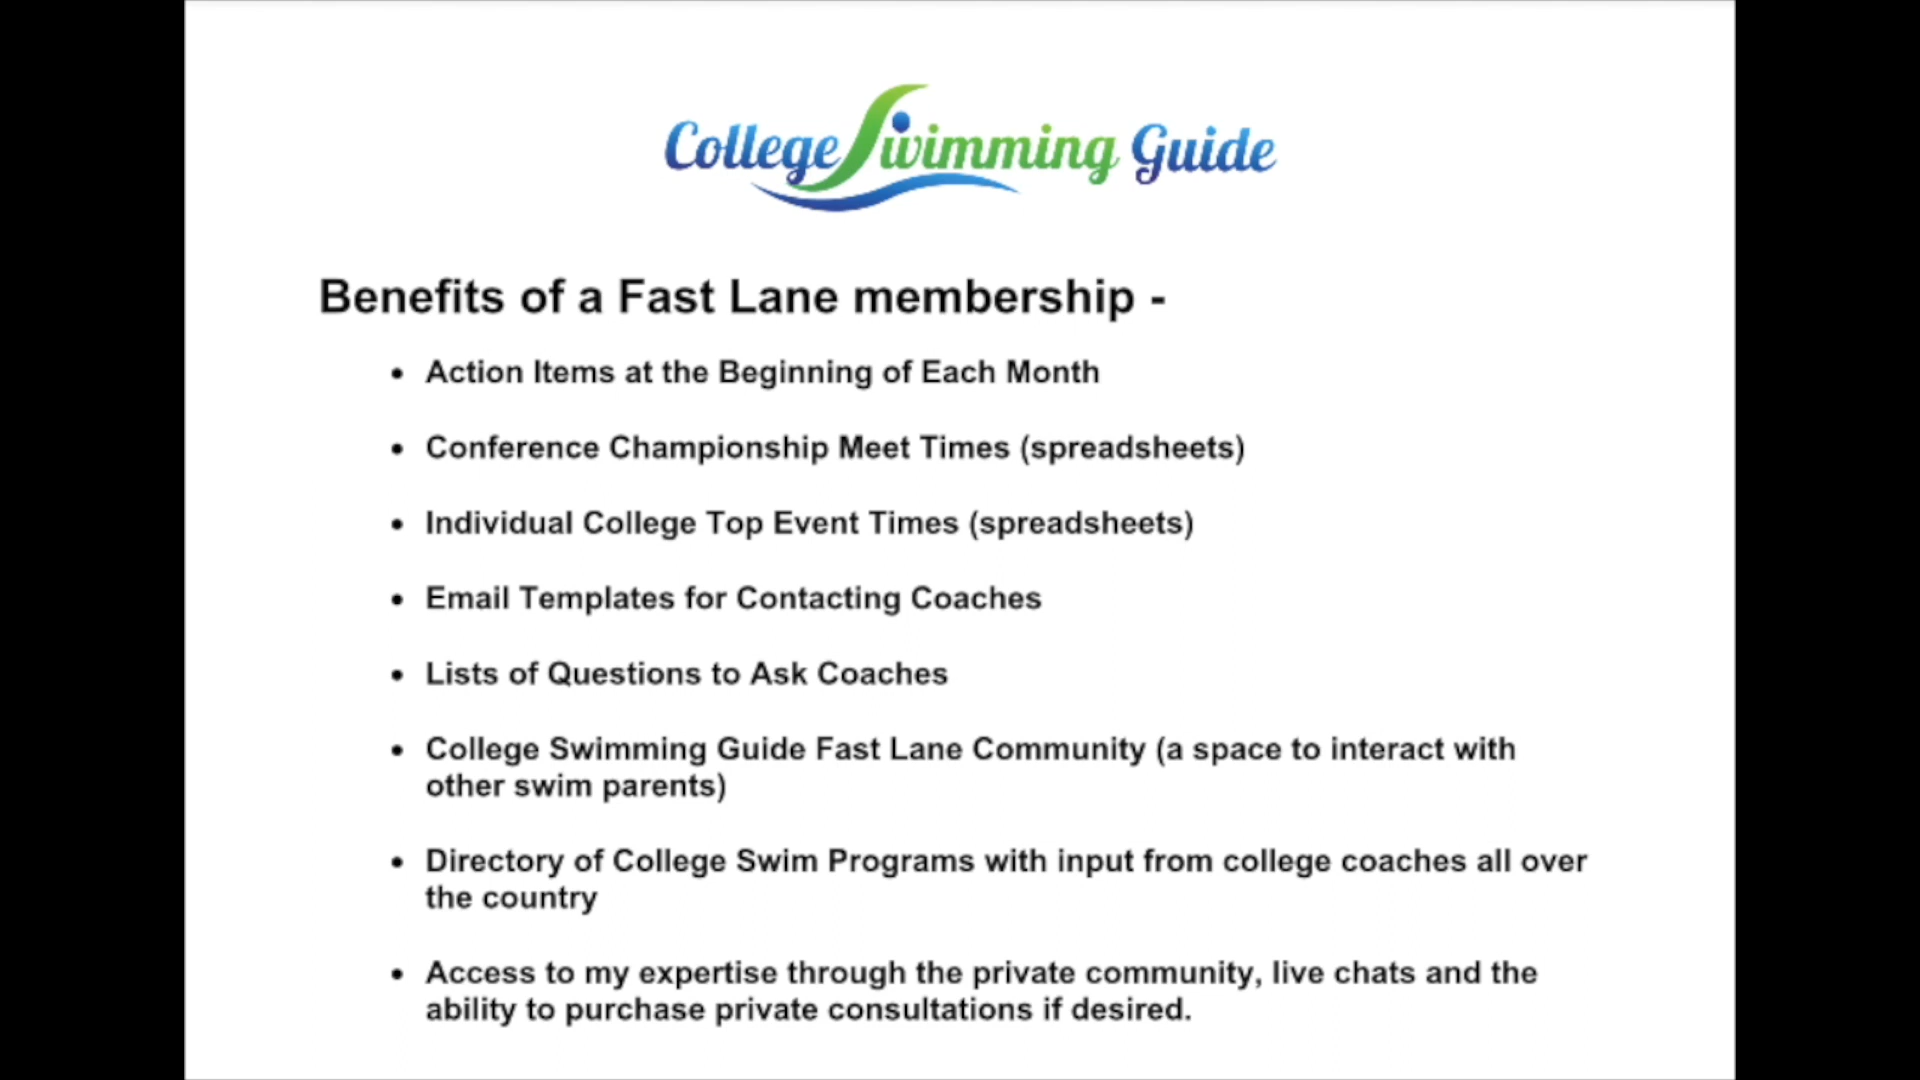 College Swimming Guide
Benefits of a Fast Lane membership -
• Action Items at the Beginning of Each Month
• Conference Championship Meet Times (spreadsheets)
• Individual College Top Event Times (spreadsheets)
• Email Templates for Contacting Coaches
• Lists of Questions to Ask Coaches
• College Swimming Guide Fast Lane Community (a space to interact with
other swim parents)
• Directory of College Swim Programs with input from college coaches all over
the country
• Access to my expertise through the private community, live chats and the
ability to purchase private consultations if desired.